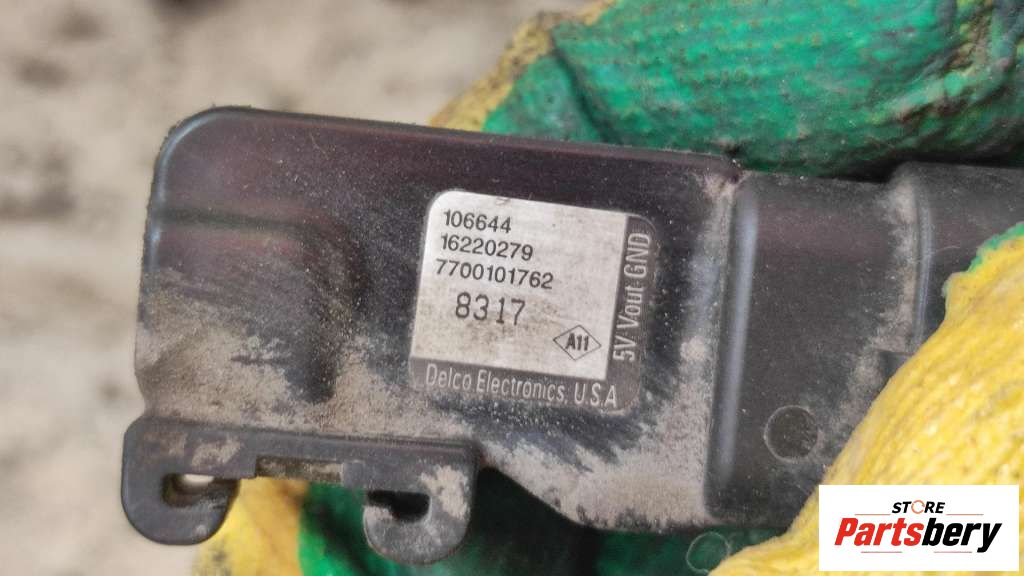 106644
16220279
7700101762
8317
A11
5V Vout GND
Delco Electronics, U.S.A
STORE
Partsbery